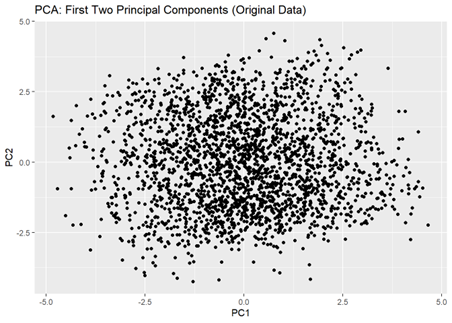 PCA: First Two Principal Components (Original Data)
5.0
2.5
0.0
-2.5
PC2
-5.0 -2.5 0.0 2.5 5.0
PC1